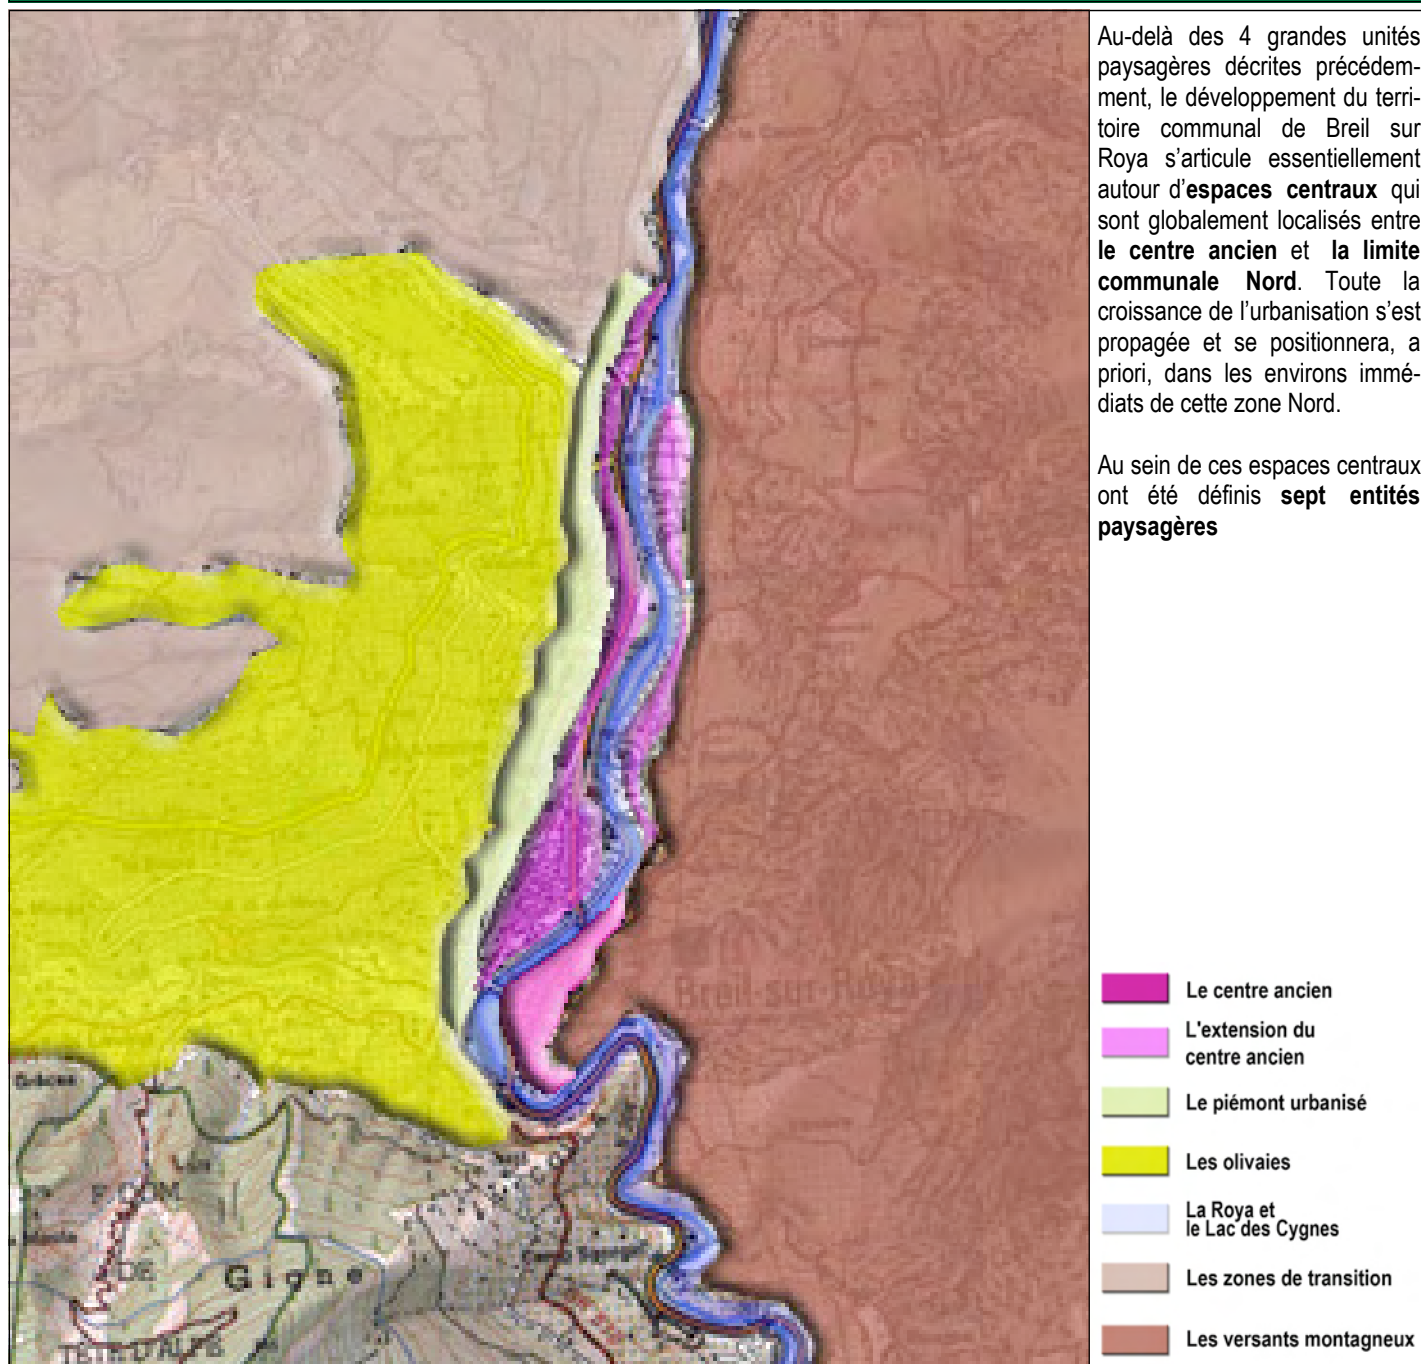 Au-delà des 4 grandes unités
paysagères décrites précédem-
ment, le développement du terri-
toire communal de Breil sur
Roya s’articule essentiellement
autour d’espaces centraux qui
sont globalement localisés entre
le centre ancien et la limite
communale Nord. Toute la
croissance de l’urbanisation s’est
propagée et se positionnera, a
priori, dans les environs immé-
diats de cette zone Nord.
Au sein de ces espaces centraux
ont été définis sept entités
paysagères
Breil-sur-Roya
Gigne
DE
Le centre ancien
L'extension du
centre ancien
Le piémont urbanisé
Les olivaies
La Roya et
le Lac des Cygnes
Les zones de transition
Les versants montagneux